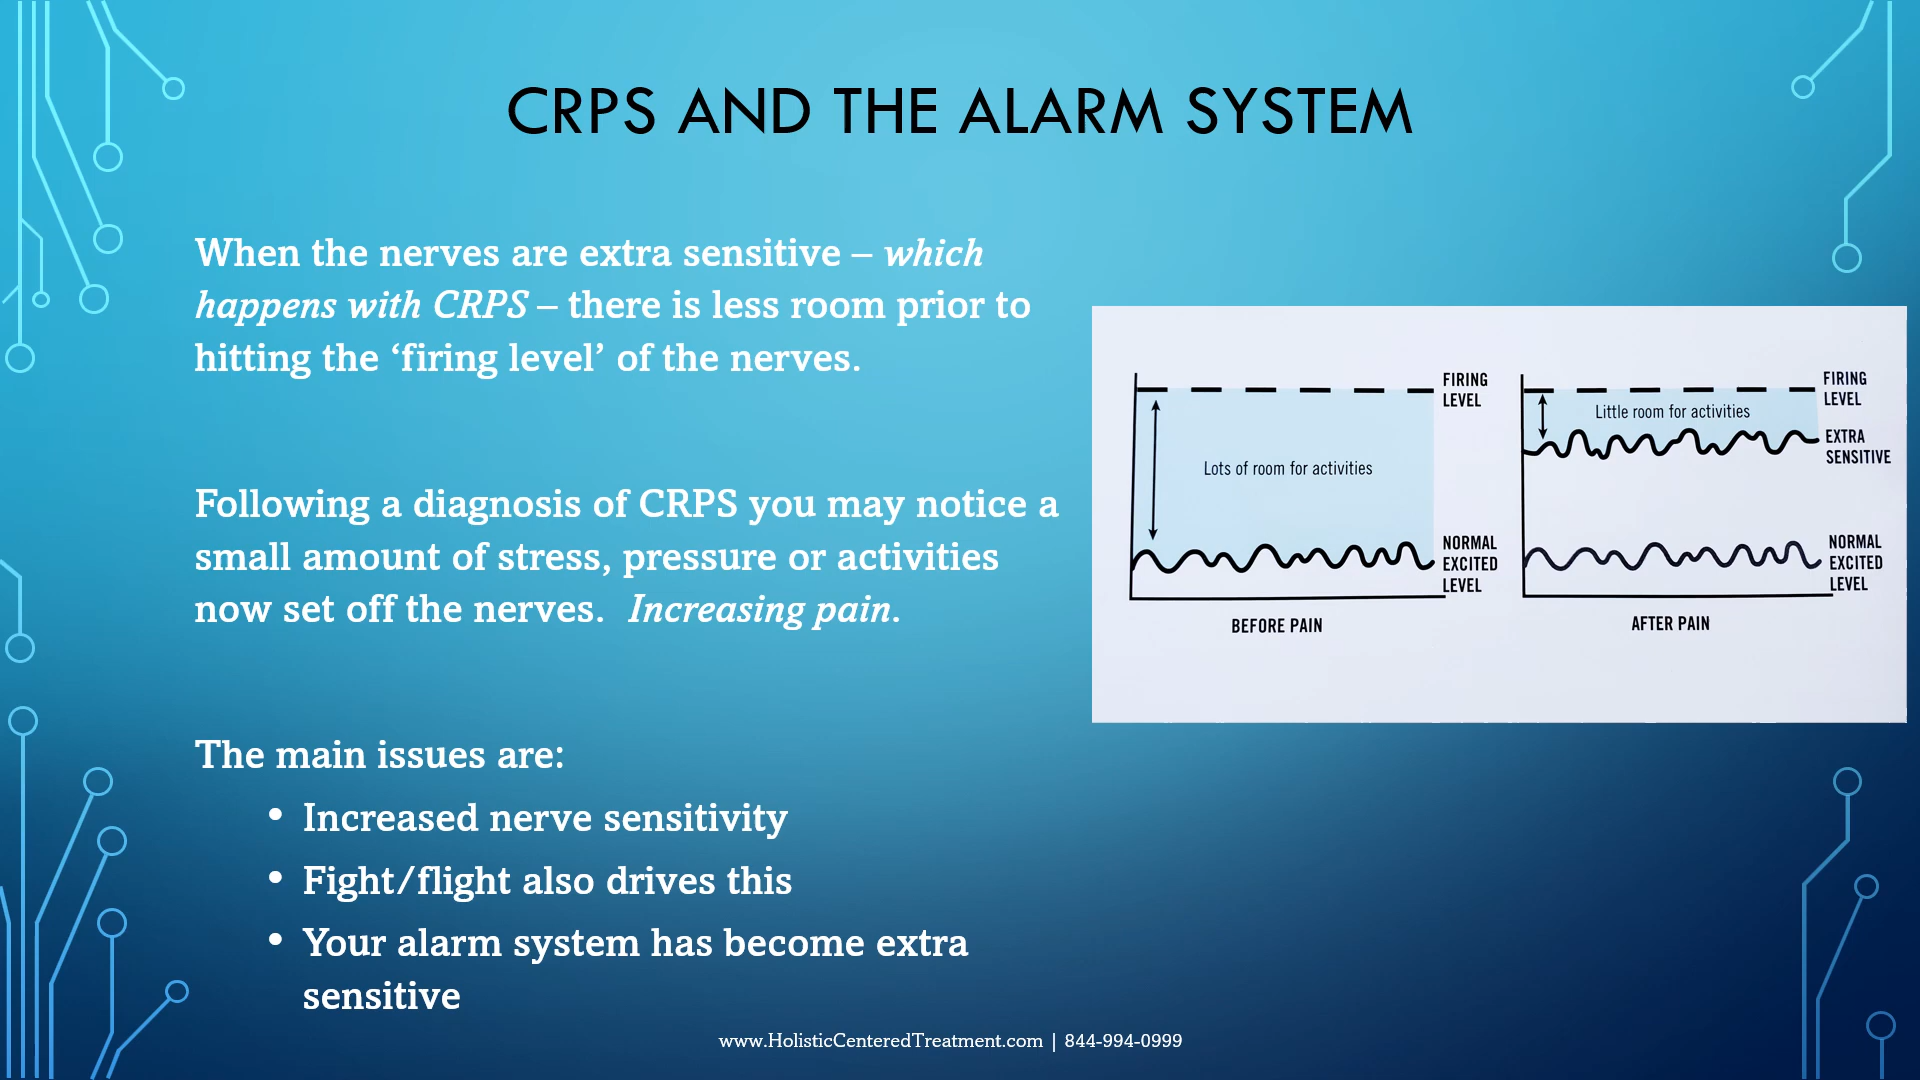 CRPS AND THE ALARM SYSTEM
When the nerves are extra sensitive – which
happens with CRPS – there is less room prior to
hitting the ‘firing level’ of the nerves.
Following a diagnosis of CRPS you may notice a
small amount of stress, pressure or activities
now set off the nerves.  Increasing pain.
The main issues are:
• Increased nerve sensitivity
• Fight/flight also drives this
• Your alarm system has become extra
sensitive
FIRING
LEVEL
Lots of room for activities
NORMAL
EXCITED
LEVEL
BEFORE PAIN
FIRING
LEVEL
Little room for activities
EXTRA
SENSITIVE
NORMAL
EXCITED
LEVEL
AFTER PAIN
www.HolisticCenteredTreatment.com | 844-994-0999